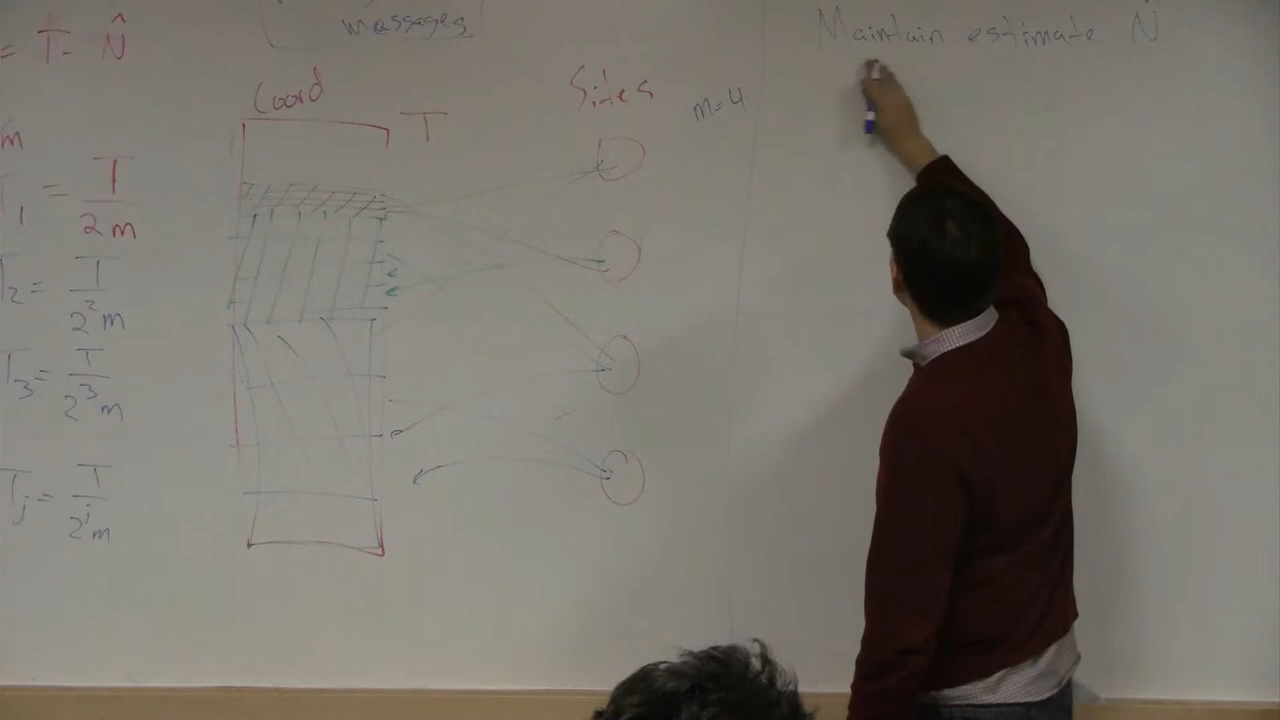 = T - N̂
m
T₁ = T / 2m
T₂ = T / 2²m
T₃ = T / 2³m
Tⱼ = T / 2ʲm
messages
Coord
T
Sites
m=4
Maintain estimate N̂